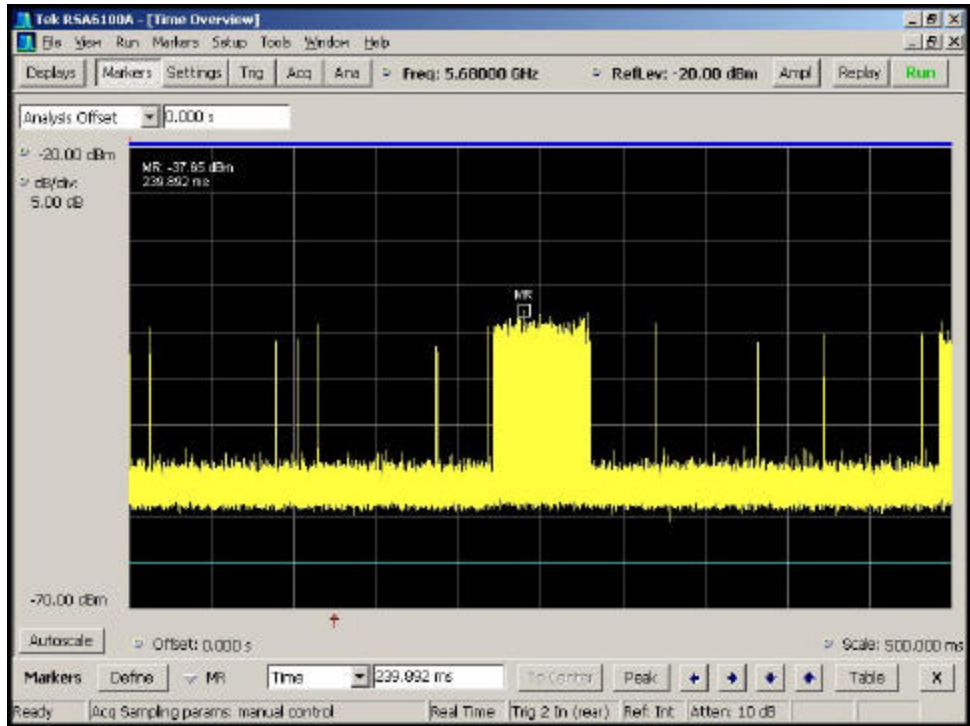 Tek RSA6100A - [Time Overview]
File View Run Markers Setup Tools Window Help
Displays Markers Settings Trig Acq Ana Freq: 5.68000 GHz RefLev: -20.00 dBm Ampl Replay Run
Analysis Offset 0.000 s
-20.00 dBm
dB/div:
5.00 dB
MR: -37.65 dBm
239.892 ms
MR
-70.00 dBm
Autoscale Offset: 0.000 s Scale: 500.000 ms
Markers Define MR Time 239.892 ms To Center Peak Table X
Ready Acq Sampling params: manual control Real Time Trig 2 In (rear) Ref: Int Atten: 10 dB